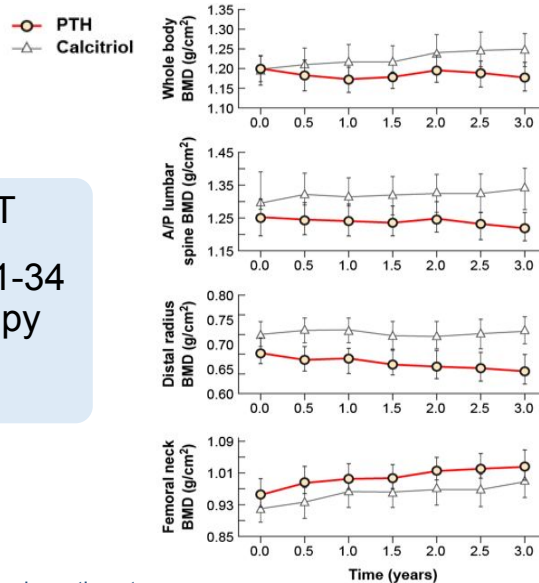 PTH
Calcitriol
T
1-34
py
Whole body
BMD (g/cm²)
1.35
1.30
1.25
1.20
1.15
1.10
0.0 0.5 1.0 1.5 2.0 2.5 3.0
A/P lumbar
spine BMD (g/cm²)
1.45
1.35
1.25
1.15
0.0 0.5 1.0 1.5 2.0 2.5 3.0
Distal radius
BMD (g/cm²)
0.80
0.75
0.70
0.65
0.60
0.0 0.5 1.0 1.5 2.0 2.5 3.0
Femoral neck
BMD (g/cm²)
1.09
1.01
0.93
0.85
0.0 0.5 1.0 1.5 2.0 2.5 3.0
Time (years)